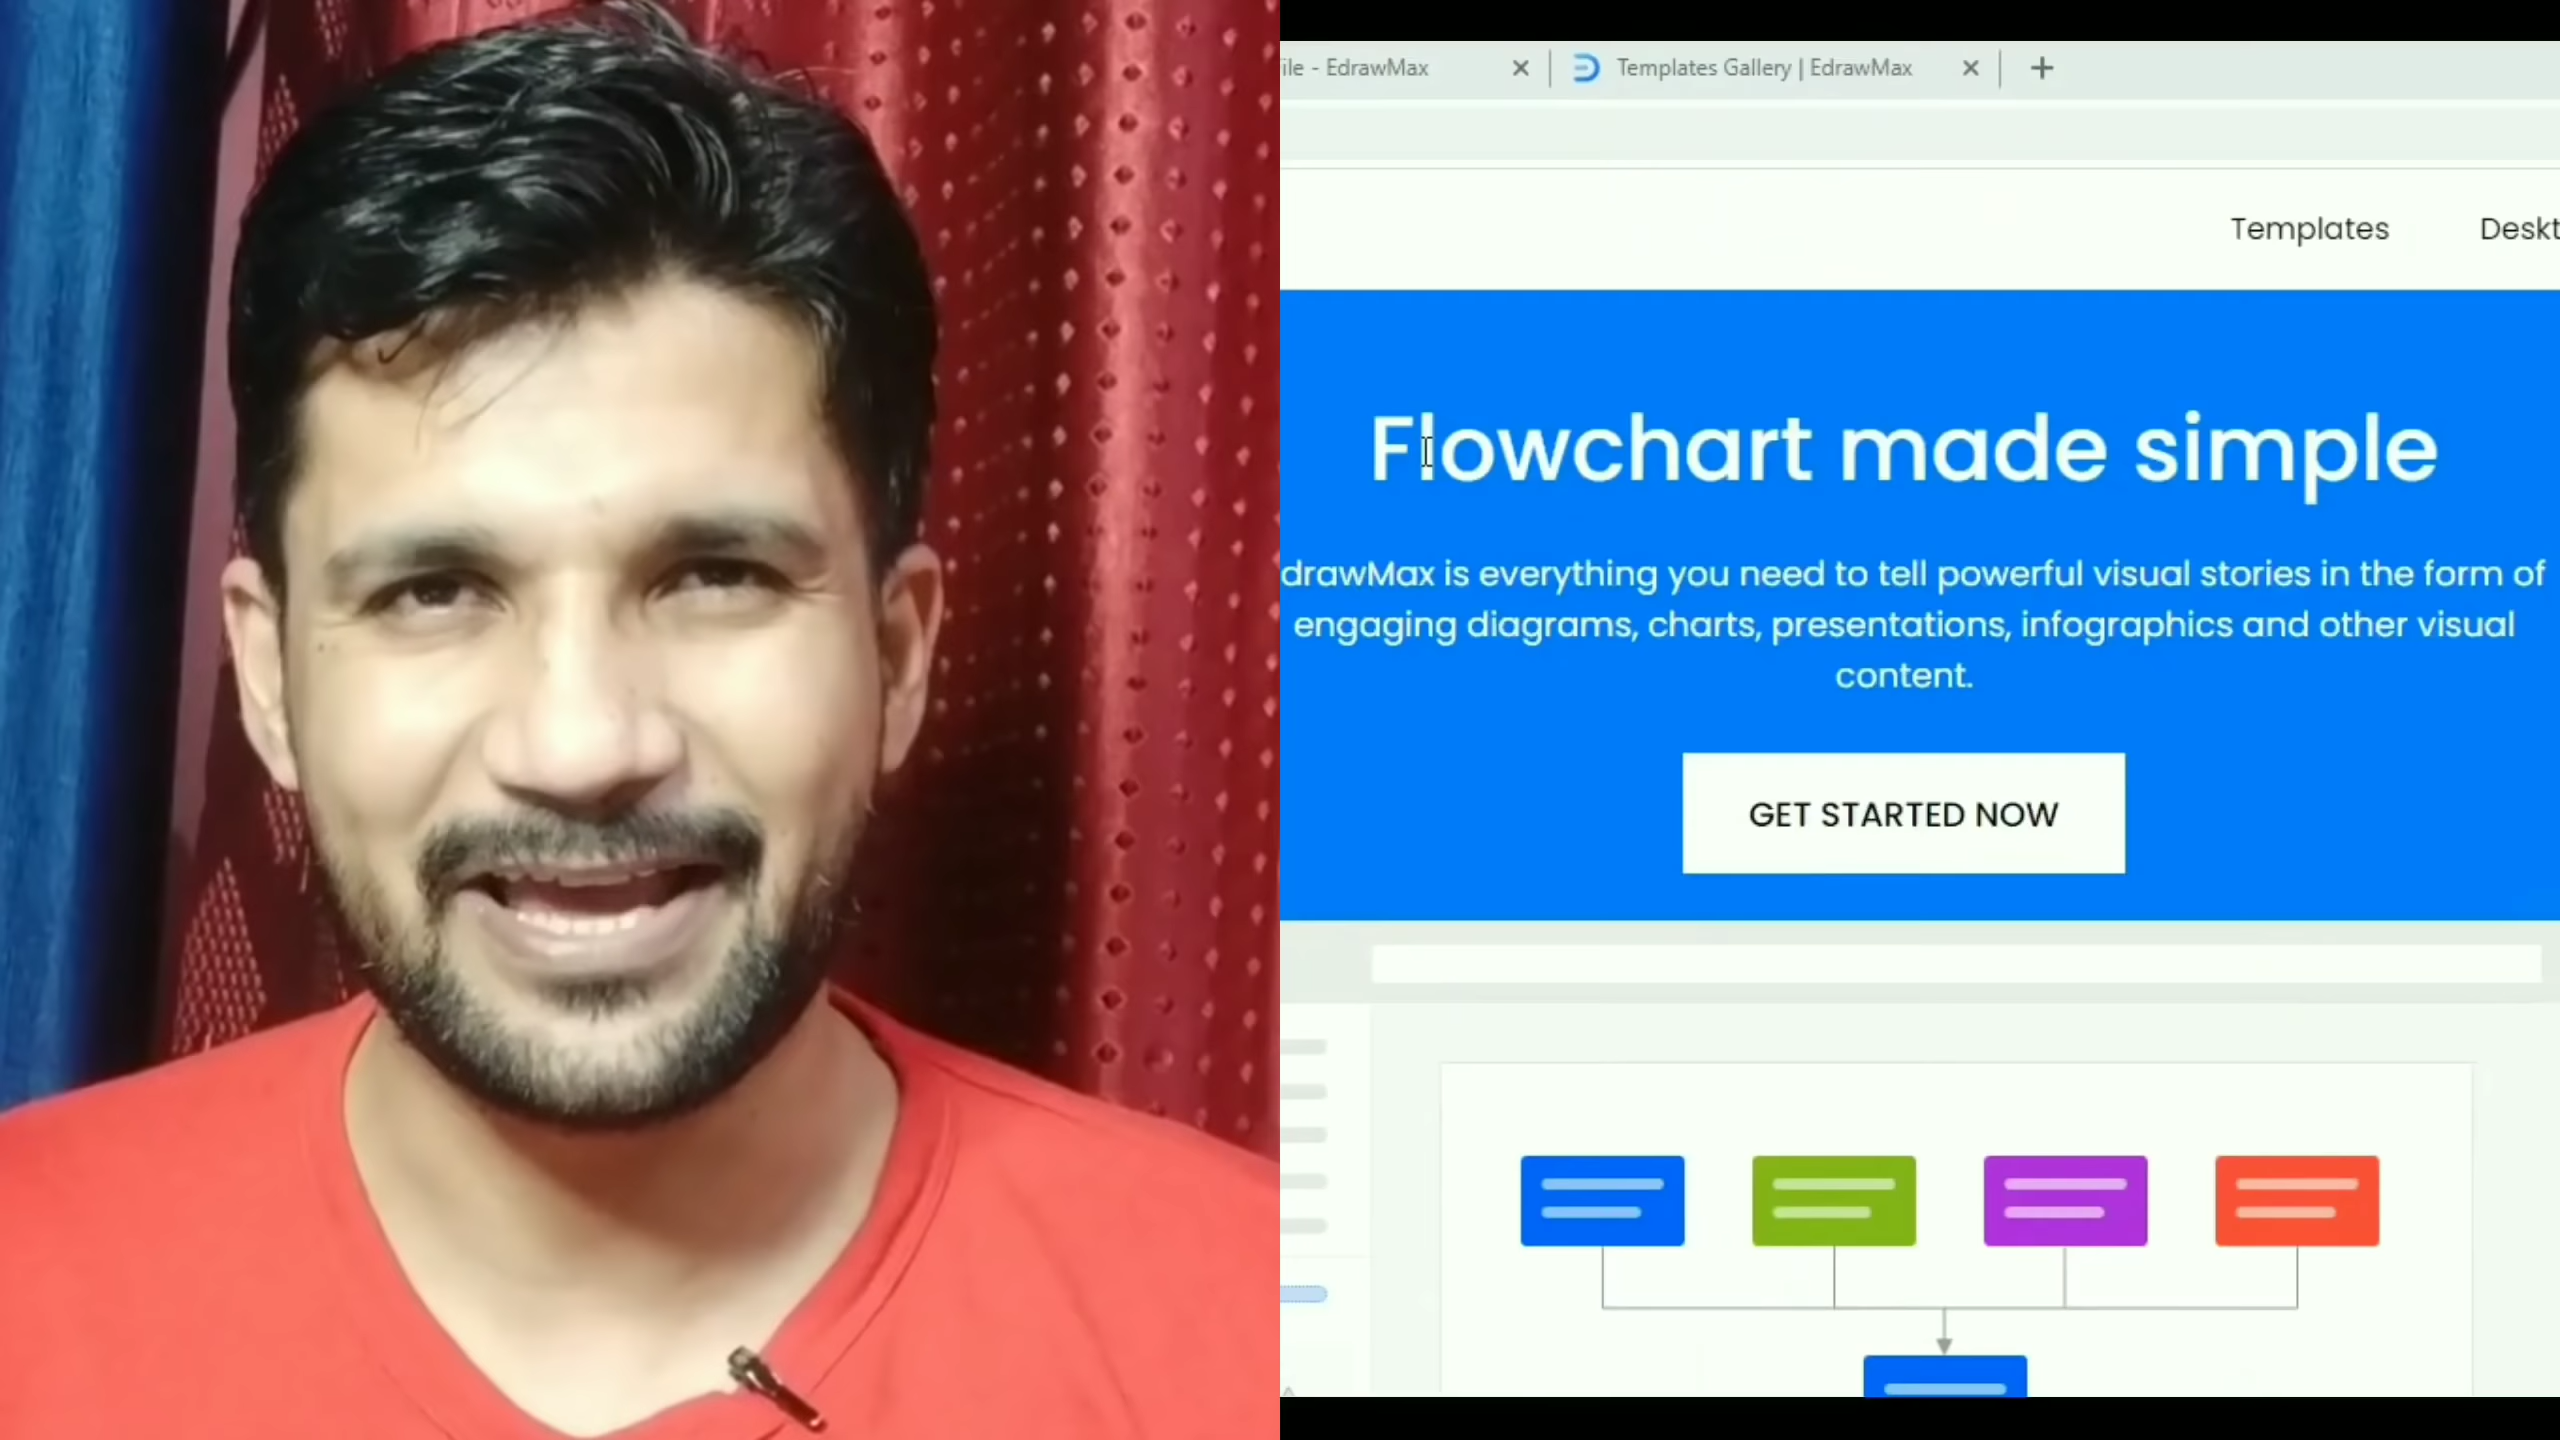 ile - EdrawMax
Templates Gallery | EdrawMax
Templates
Deskt
Flowchart made simple
drawMax is everything you need to tell powerful visual stories in the form of
engaging diagrams, charts, presentations, infographics and other visual
content.
GET STARTED NOW